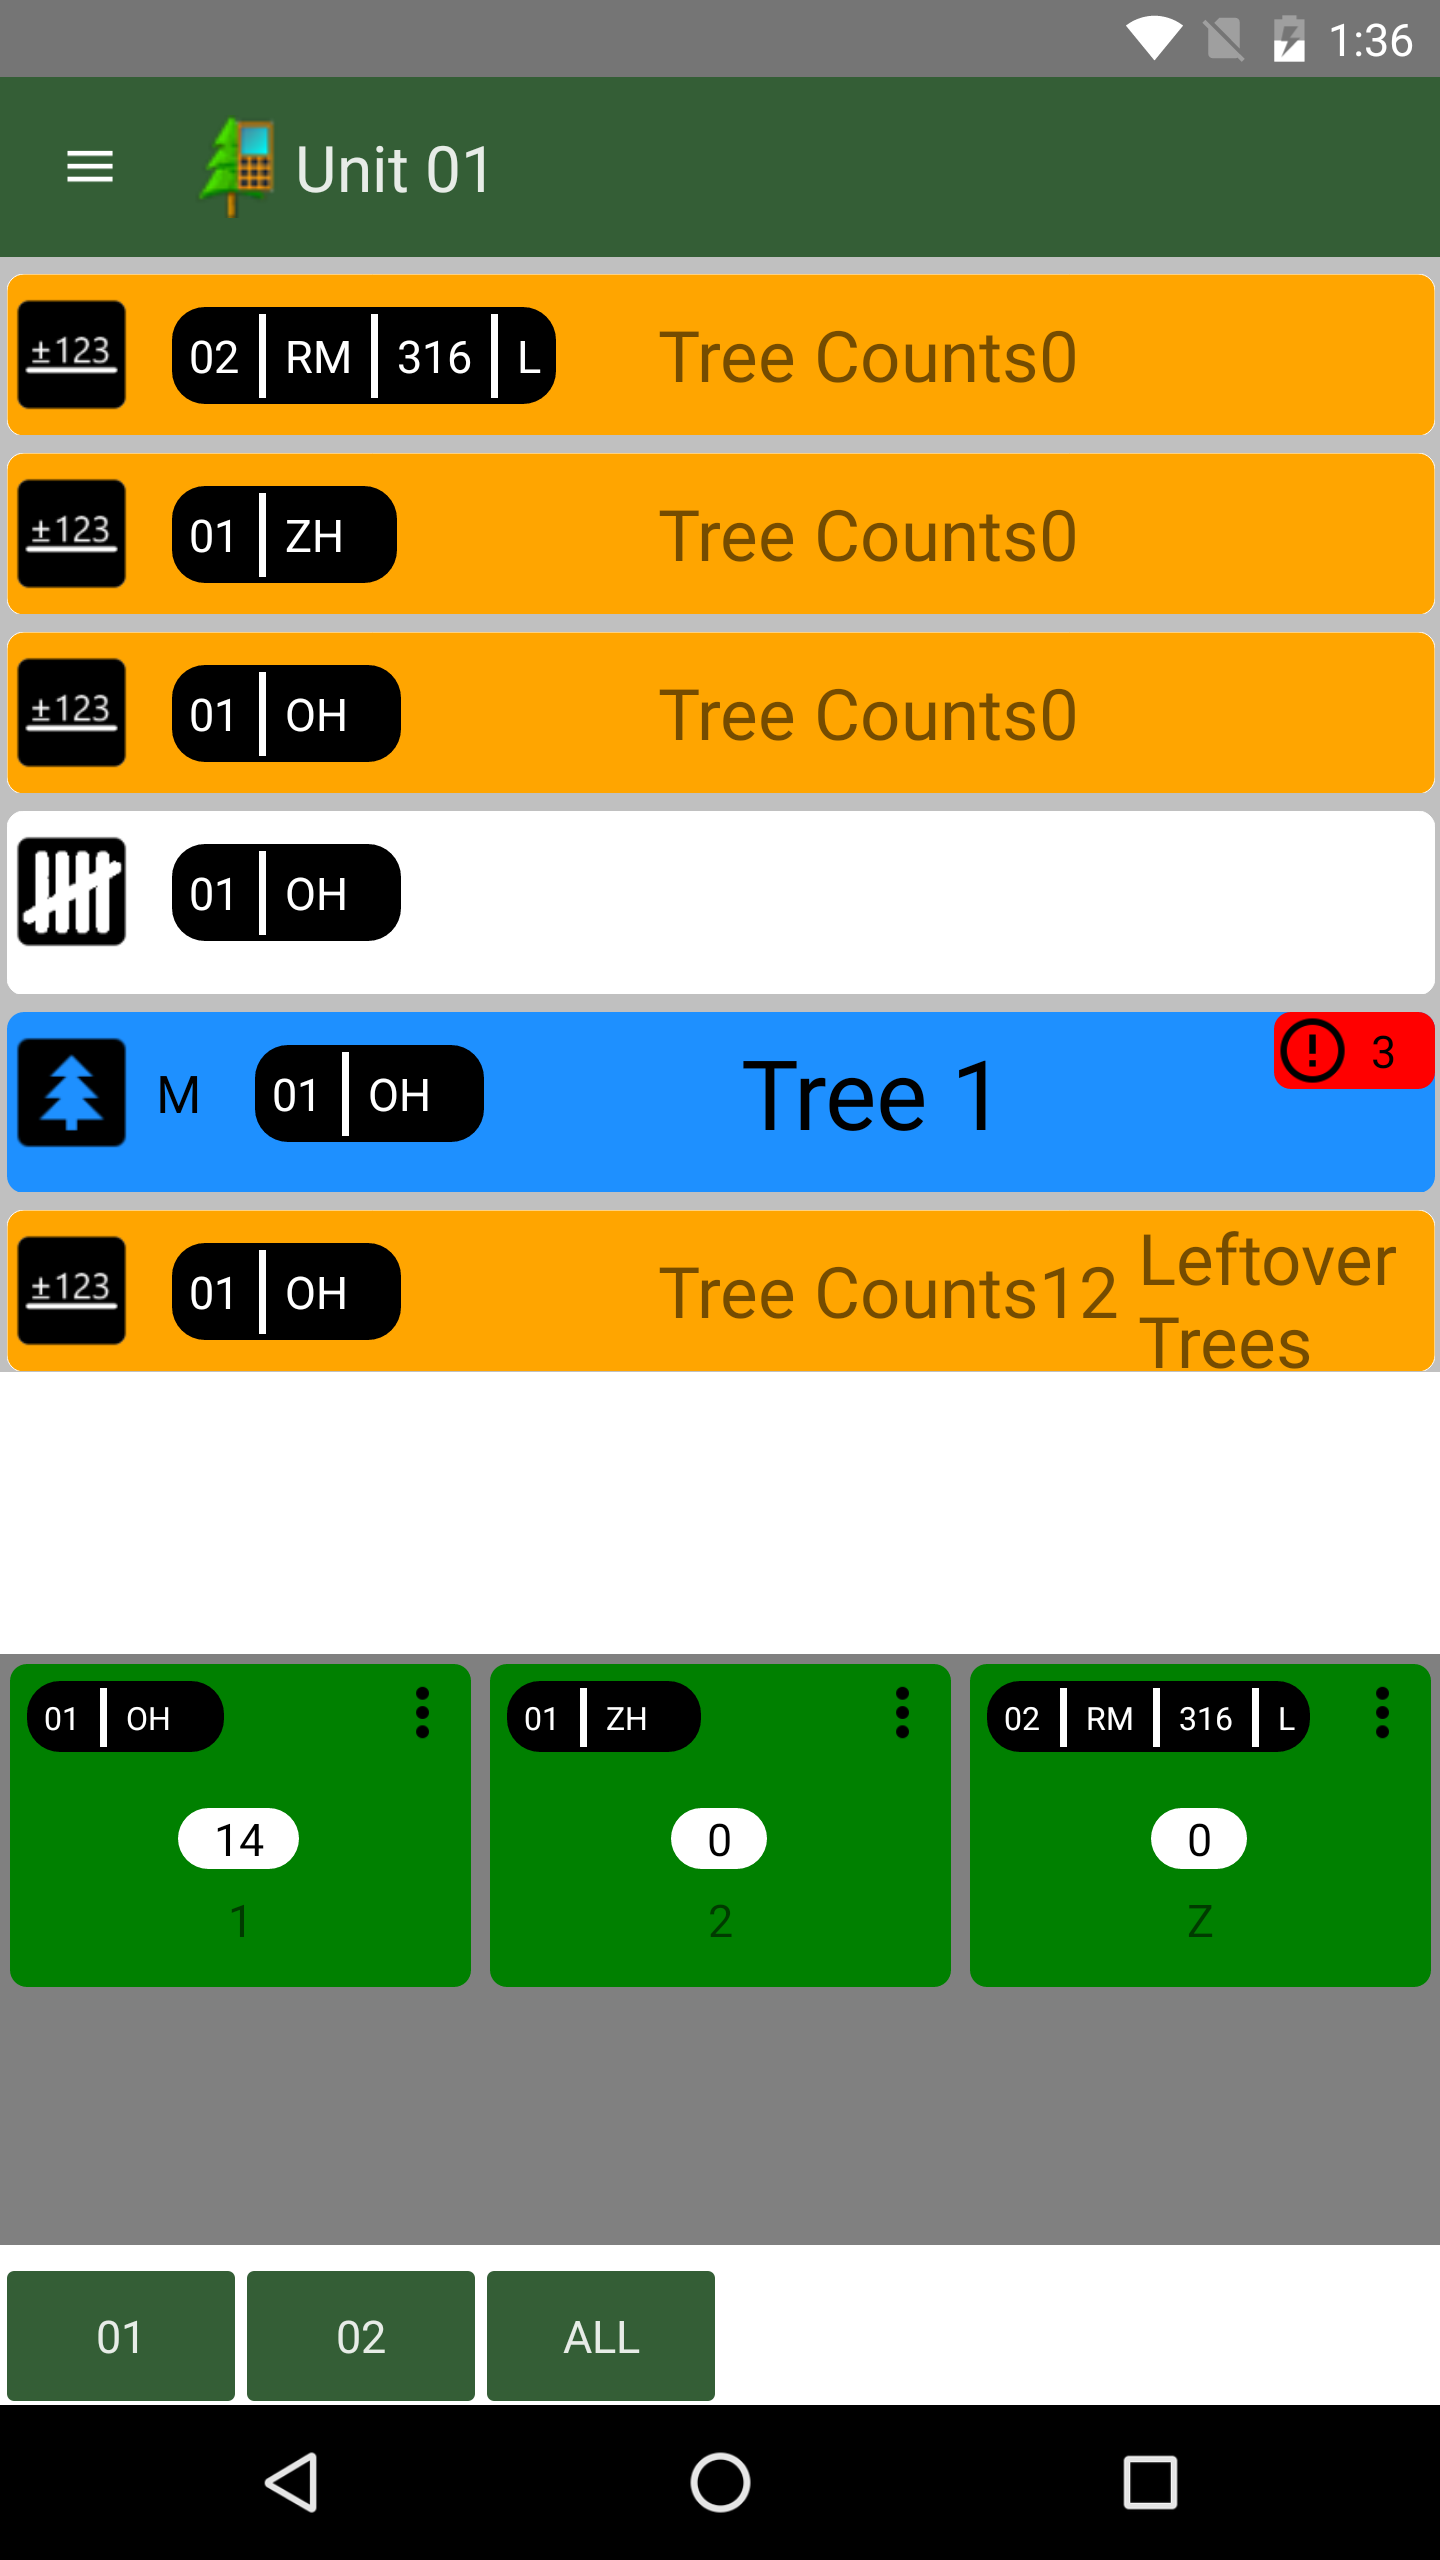 1:36
Unit 01
±123 02 RM 316 L Tree Counts0
±123 01 ZH Tree Counts0
±123 01 OH Tree Counts0
01 OH
M 01 OH Tree 1 ! 3
±123 01 OH Tree Counts12 Leftover
Trees
01 OH 01 ZH 02 RM 316 L
14 0 0
1 2 Z
01 02 ALL